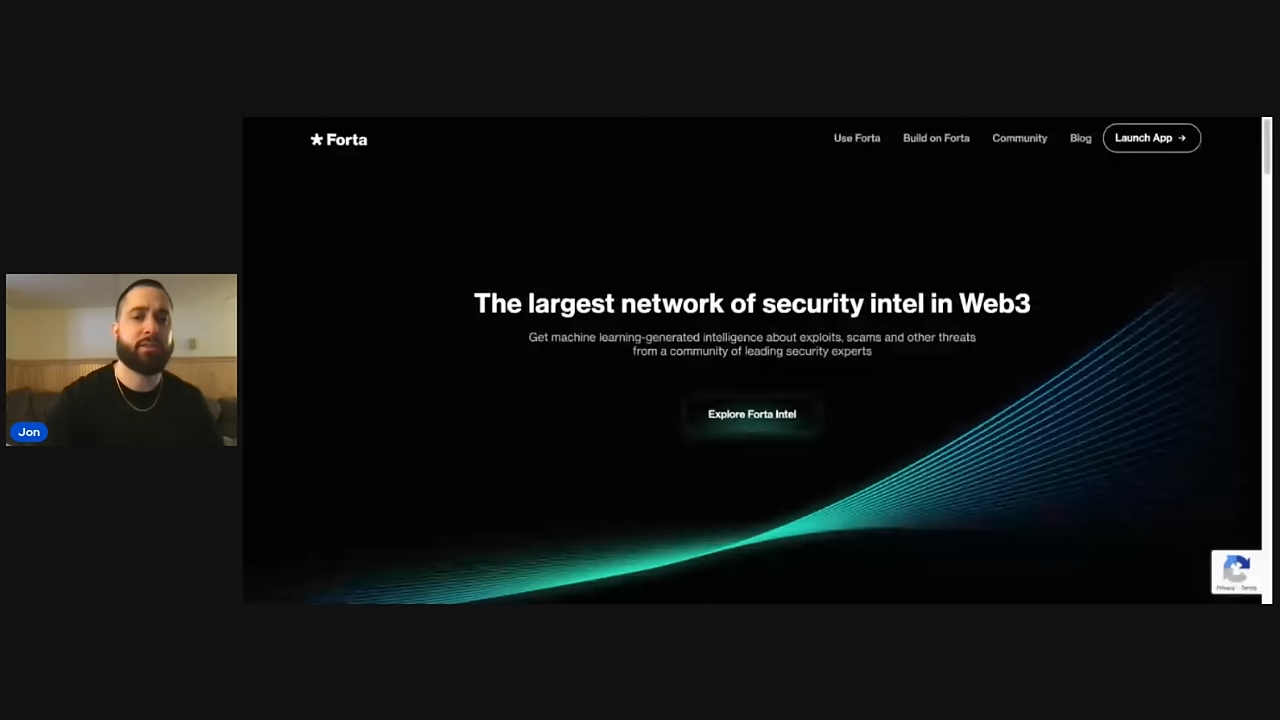 Forta
Use Forta
Build on Forta
Community
Blog
Launch App →
The largest network of security intel in Web3
Get machine learning-generated intelligence about exploits, scams and other threats
from a community of leading security experts
Explore Forta Intel
Jon
Privacy - Terms